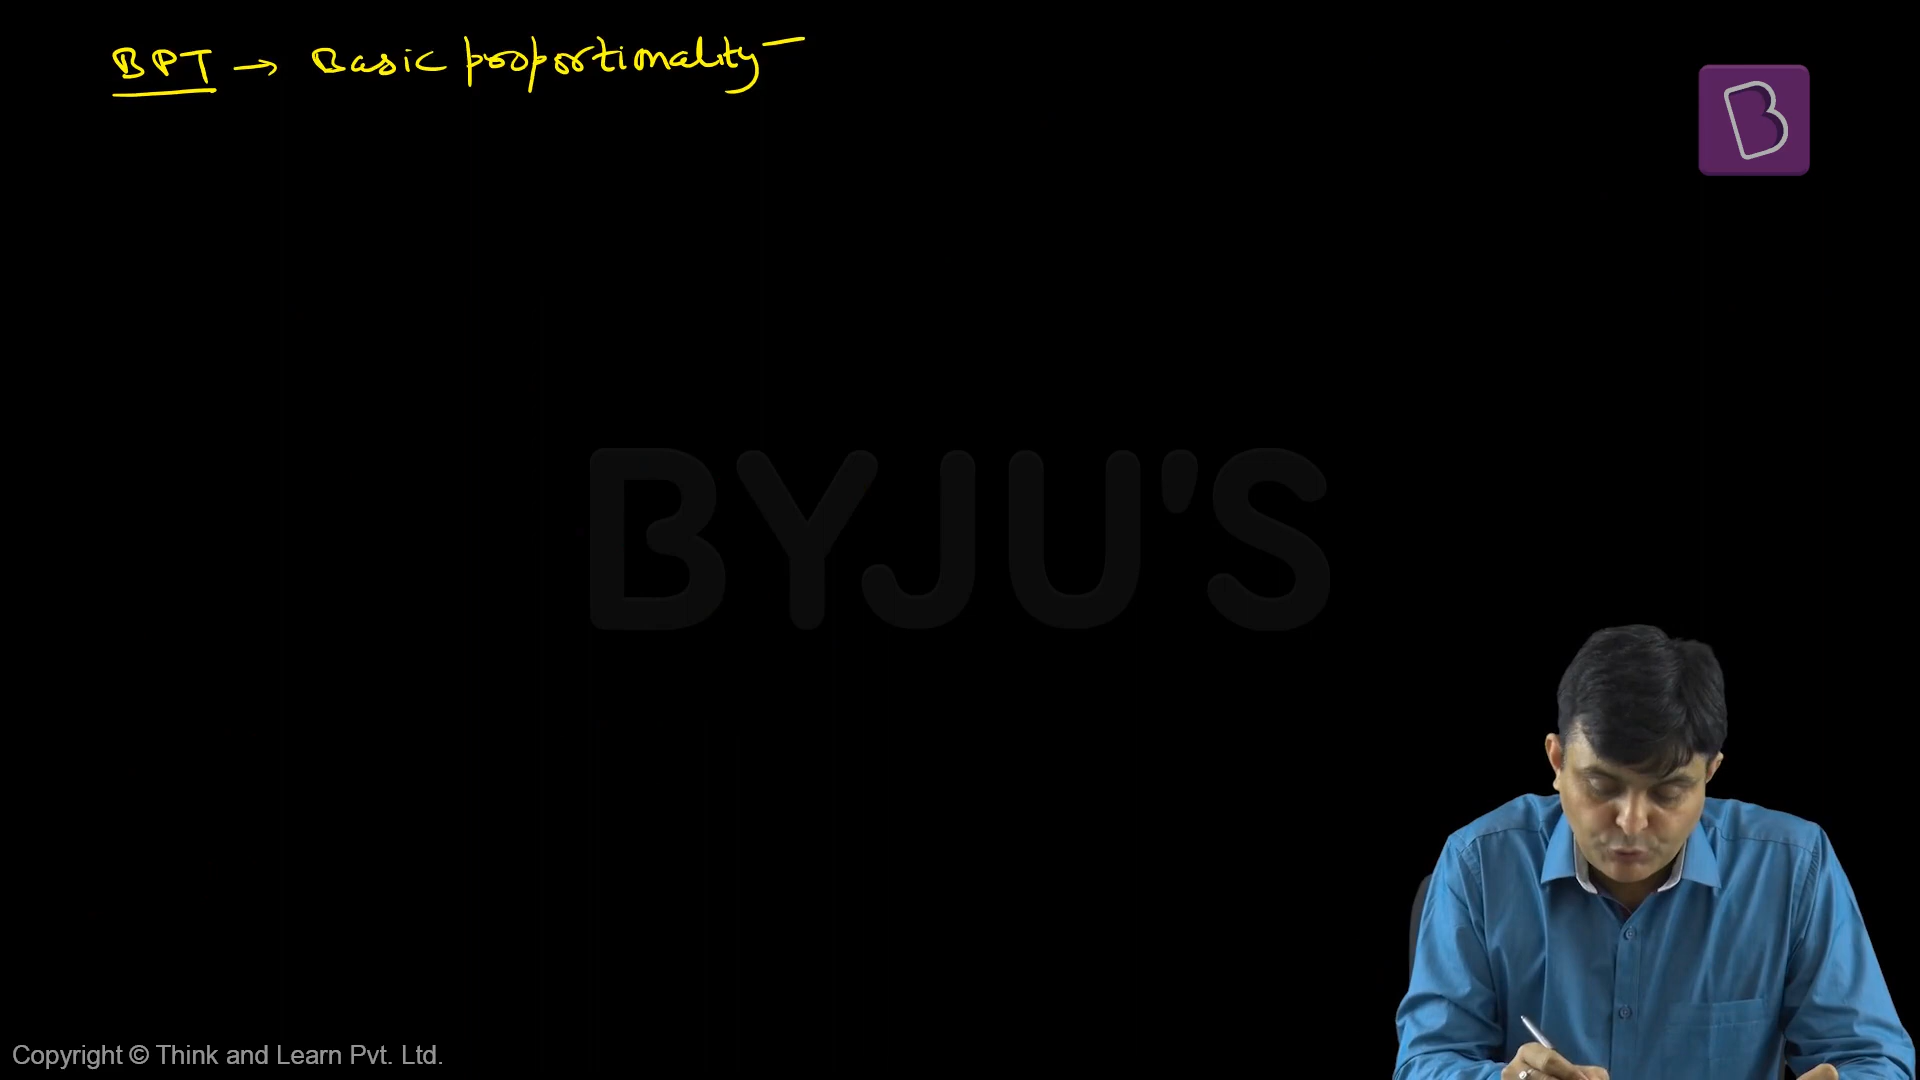 BPT → Basic proportionality
B
BYJU'S
Copyright © Think and Learn Pvt. Ltd.